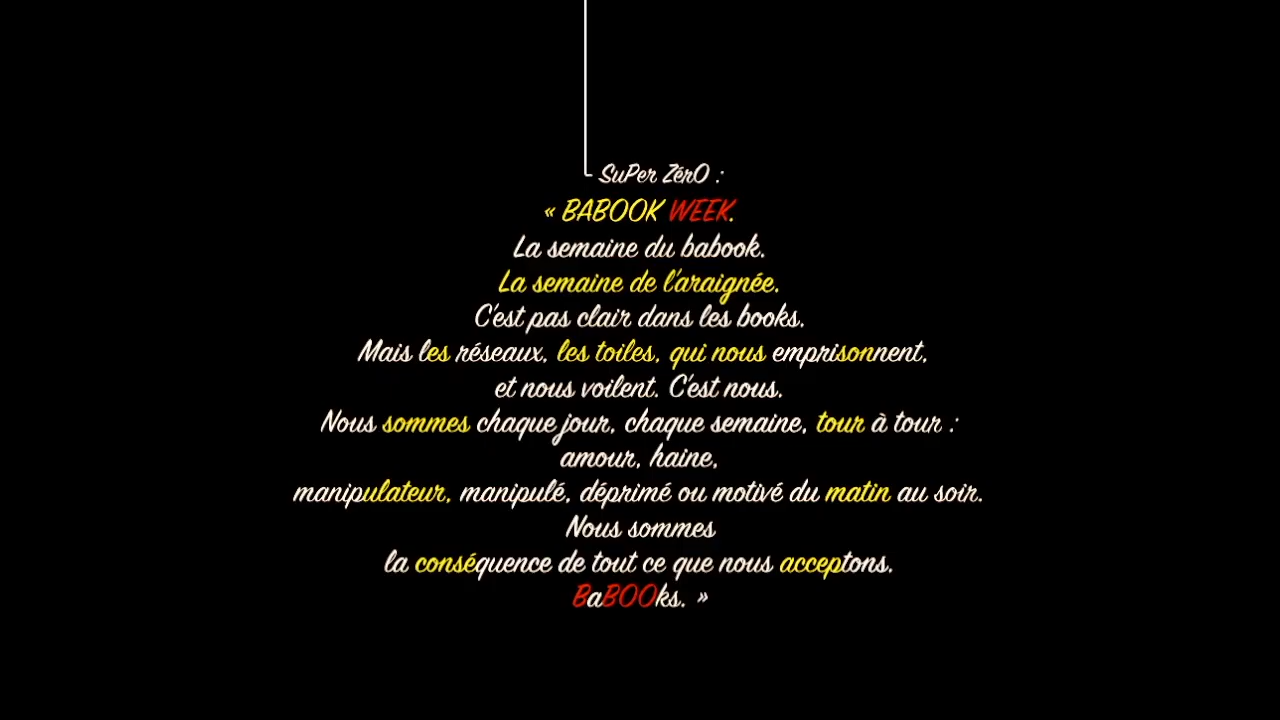 SuPer ZérO :
« BABOOK WEEK.
La semaine du babook.
La semaine de l'araignée.
C'est pas clair dans les books.
Mais les réseaux, les toiles, qui nous emprisonnent,
et nous voilent. C'est nous.
Nous sommes chaque jour, chaque semaine, tour à tour :
amour, haine,
manipulateur, manipulé, déprimé ou motivé du matin au soir.
Nous sommes
la conséquence de tout ce que nous acceptons.
BaBOOks. »